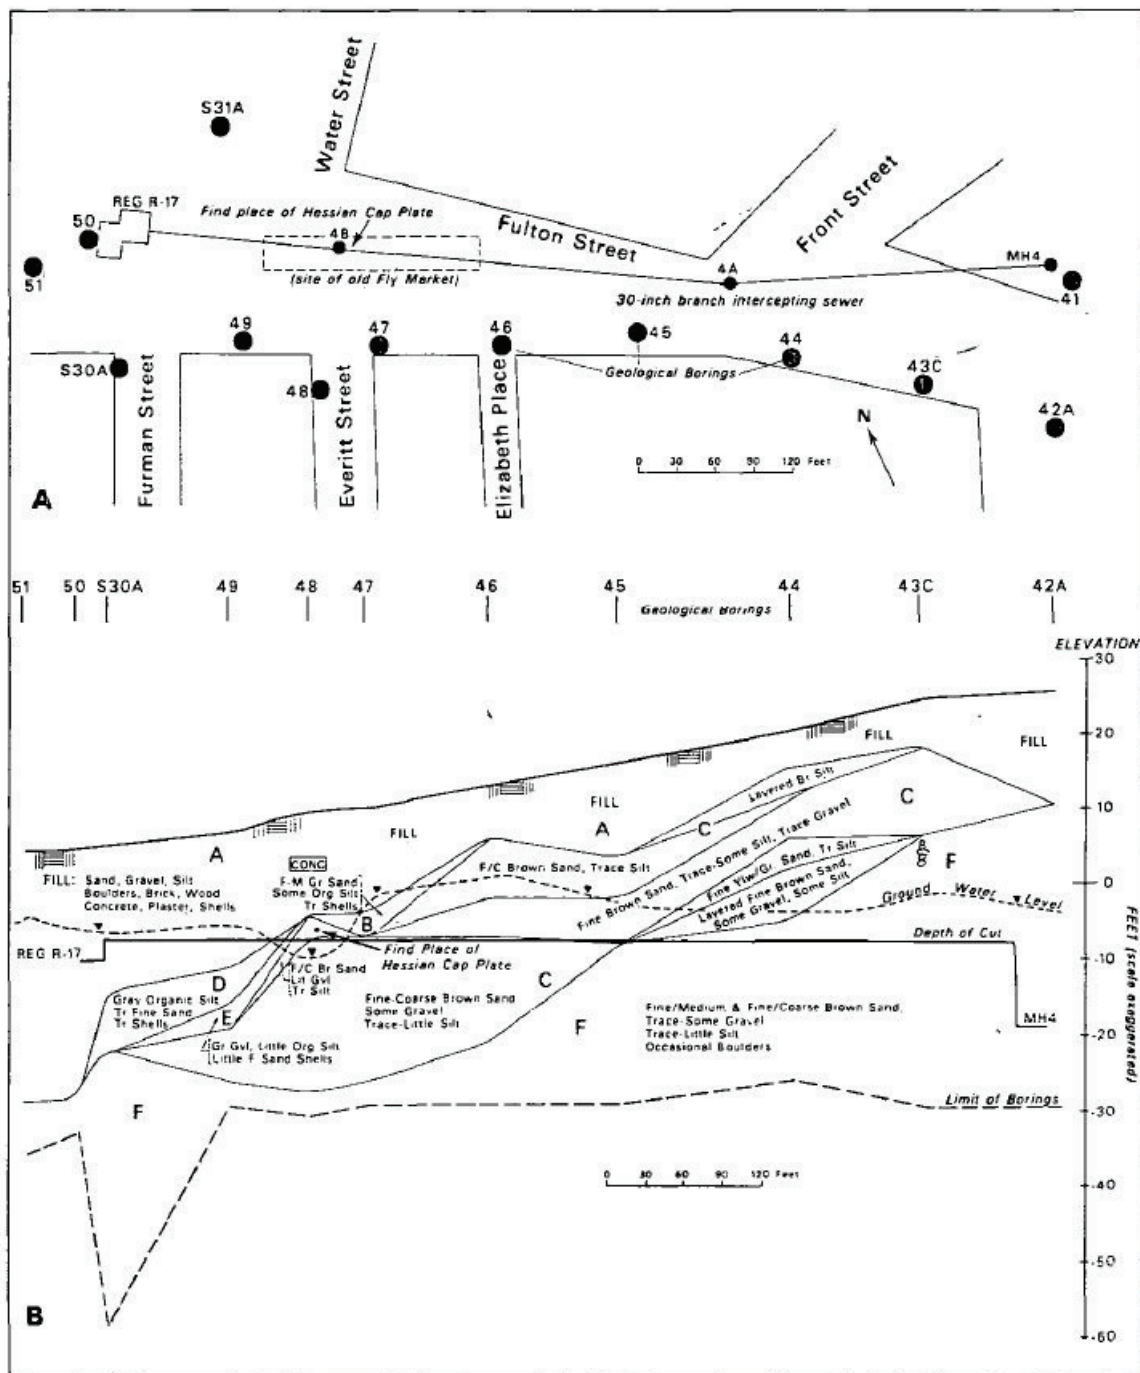 S31A
Water Street
REG R-17
Find place of Hessian Cap Plate
50
4B
Fulton Street
Front Street
MH4
51
(site of old Fly Market)
4A
41
30-inch branch intercepting sewer
49
47
46
45
44
43C
S30A
Geological Borings
48
42A
Furman Street
Everitt Street
Elizabeth Place
N
0 30 60 90 120 Feet
A
51 50 S30A 49 48 47 46 45 44 43C 42A
Geological Borings
ELEVATION
30
20
FILL
FILL
Layered Br Silt
FILL
C
10
A
FILL
A
C
CONC
F/C Brown Sand, Trace Silt
Fine Brown Sand, Trace-Some Silt, Trace Gravel
Fine Ylw/Gr. Sand, Tr Silt
F
FILL: Sand, Gravel, Silt
Boulders, Brick, Wood
Concrete, Plaster, Shells
F-M Gr Sand
Some Org Silt
Tr Shells
B
Layered Fine Brown Sand,
Some Gravel, Some Silt
0
Ground Water Level
REG R-17
Find Place of
Hessian Cap Plate
Depth of Cut
-10
D
F/C Br Sand
Lit Gvl
Tr Silt
C
Gray Organic Silt
Tr Fine Sand
Tr Shells
E
Fine-Coarse Brown Sand
Some Gravel
Trace-Little Silt
F
Fine/Medium & Fine/Coarse Brown Sand,
Trace-Some Gravel
Trace-Little Silt
Occasional Boulders
MH4
-20
Gr Gvl, Little Org Silt
Little F Sand Shells
FEET (scale exaggerated)
F
Limit of Borings
-30
0 30 60 90 120 Feet
-40
-50
B
-60